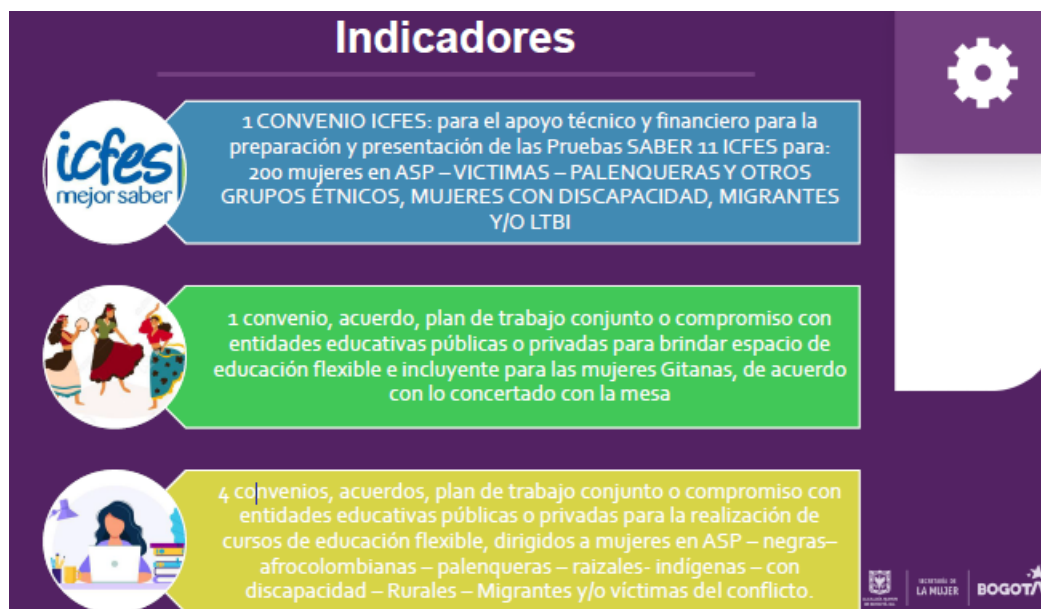 Indicadores
icfes
mejor saber
1 CONVENIO ICFES: para el apoyo técnico y financiero para la
preparación y presentación de las Pruebas SABER 11 ICFES para:
200 mujeres en ASP – VICTIMAS – PALENQUERAS Y OTROS
GRUPOS ÉTNICOS, MUJERES CON DISCAPACIDAD, MIGRANTES
Y/O LTBI
1 convenio, acuerdo, plan de trabajo conjunto o compromiso con
entidades educativas públicas o privadas para brindar espacio de
educación flexible e incluyente para las mujeres Gitanas, de acuerdo
con lo concertado con la mesa
4 convenios, acuerdos, plan de trabajo conjunto o compromiso con
entidades educativas públicas o privadas para la realización de
cursos de educación flexible, dirigidos a mujeres en ASP – negras–
afrocolombianas – palenqueras – raizales- indígenas – con
discapacidad – Rurales – Migrantes y/o víctimas del conflicto.
SECRETARÍA DE
LA MUJER
BOGOTÁ